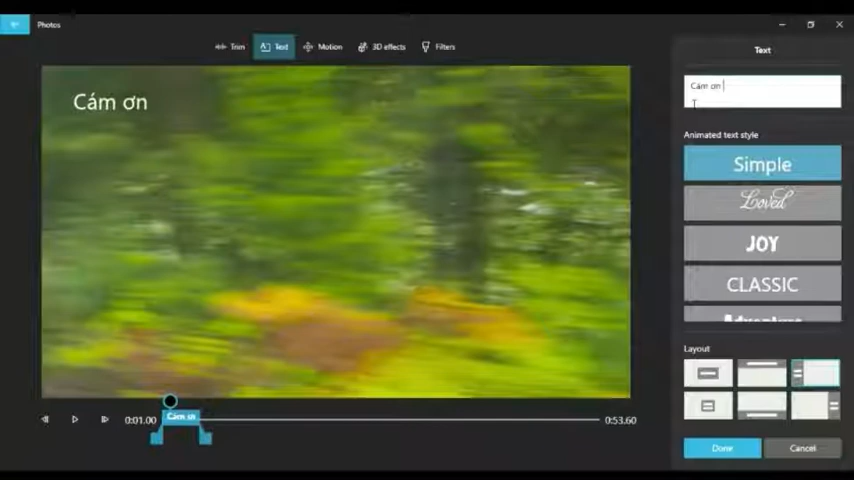 Photos
Trim
Text
Motion
3D effects
Filters
Text
Cám ơn
Cám ơn
Animated text style
Simple
Loved
JOY
CLASSIC
Adventure
Layout
0:01.00
Cám ơn
0:53.60
Done
Cancel